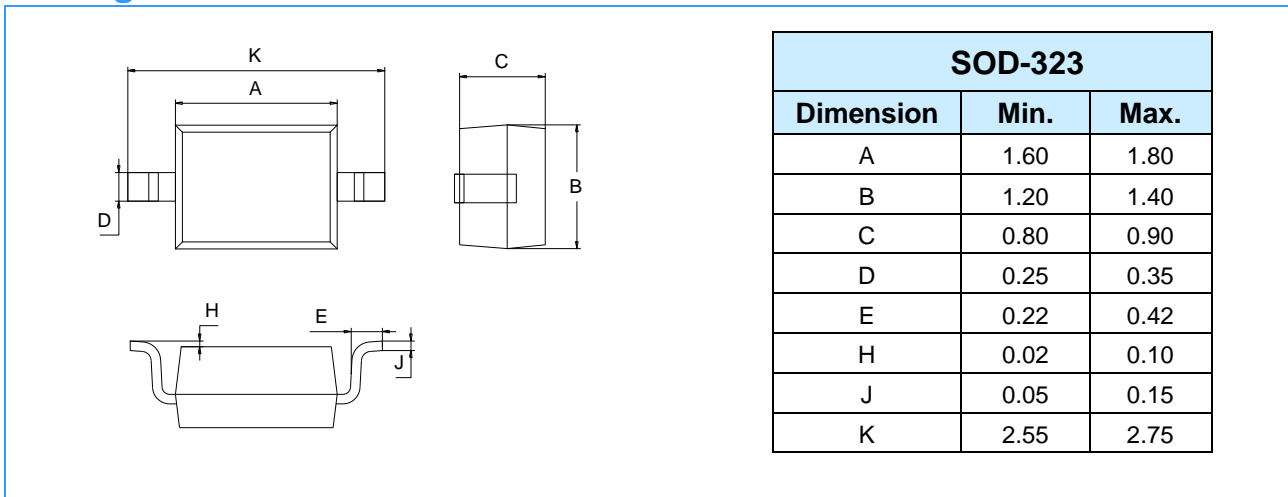 K
A
C
D
B
H
E
J
SOD-323
Dimension Min. Max.
A 1.60 1.80
B 1.20 1.40
C 0.80 0.90
D 0.25 0.35
E 0.22 0.42
H 0.02 0.10
J 0.05 0.15
K 2.55 2.75